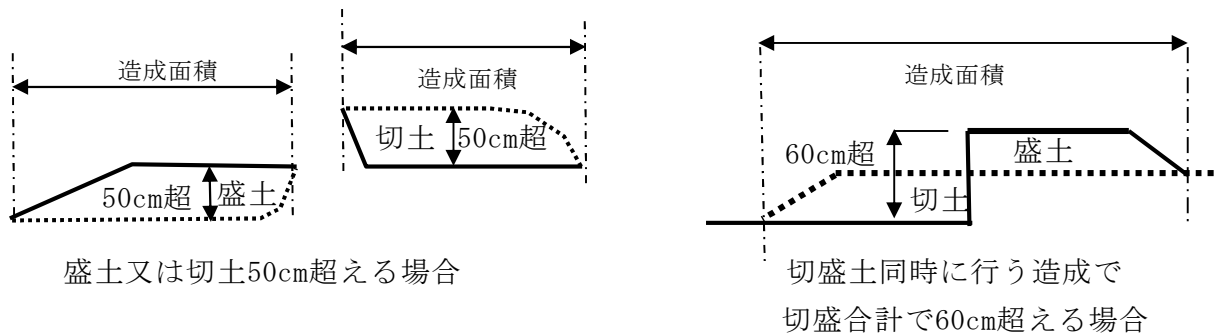 造成面積
50cm超
盛土
造成面積
切土
50cm超
盛土又は切土50cm超える場合
造成面積
60cm超
盛土
切土
切盛土同時に行う造成で
切盛合計で60cm超える場合